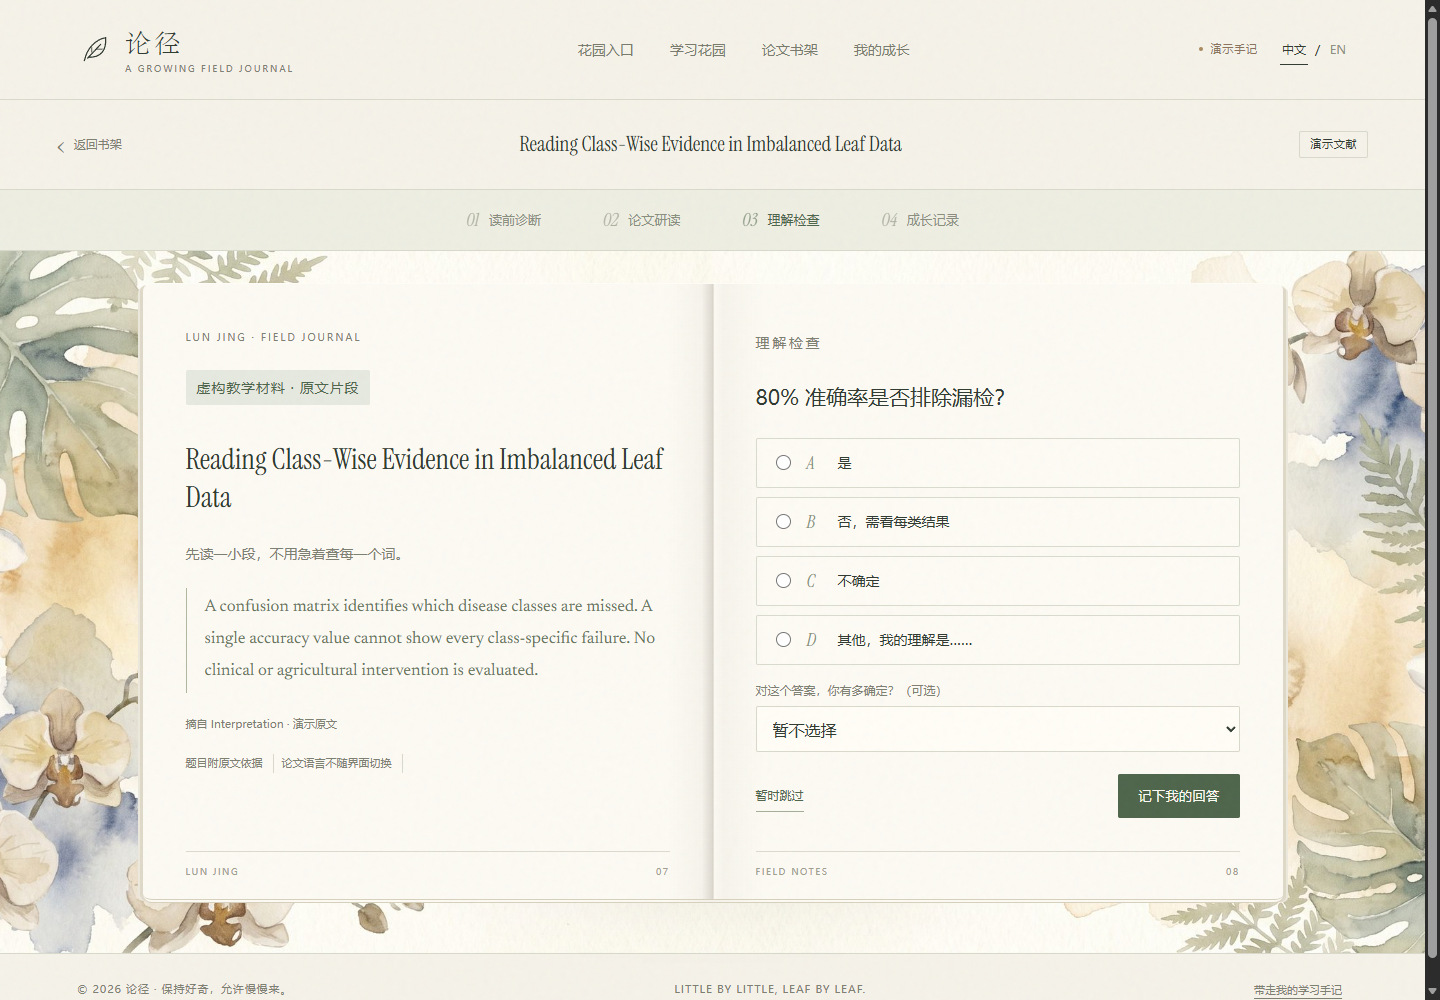 论径
A GROWING FIELD JOURNAL
花园入口
学习花园
论文书架
我的成长
演示手记
中文 / EN
返回书架
Reading Class-Wise Evidence in Imbalanced Leaf Data
演示文献
01 读前诊断
02 论文研读
03 理解检查
04 成长记录
LUN JING · FIELD JOURNAL
虚构教学材料 · 原文片段
Reading Class-Wise Evidence in Imbalanced Leaf
Data
先读一小段，不用急着查每一个词。
A confusion matrix identifies which disease classes are missed. A
single accuracy value cannot show every class-specific failure. No
clinical or agricultural intervention is evaluated.
摘自 Interpretation · 演示原文
题目附原文依据
论文语言不随界面切换
LUN JING
07
理解检查
80% 准确率是否排除漏检?
A 是
B 否，需看每类结果
C 不确定
D 其他，我的理解是……
对这个答案，你有多确定？（可选）
暂不选择
暂时跳过
记下我的回答
FIELD NOTES
08
© 2026 论径 · 保持好奇，允许慢慢来。
LITTLE BY LITTLE, LEAF BY LEAF.
带走我的学习手记